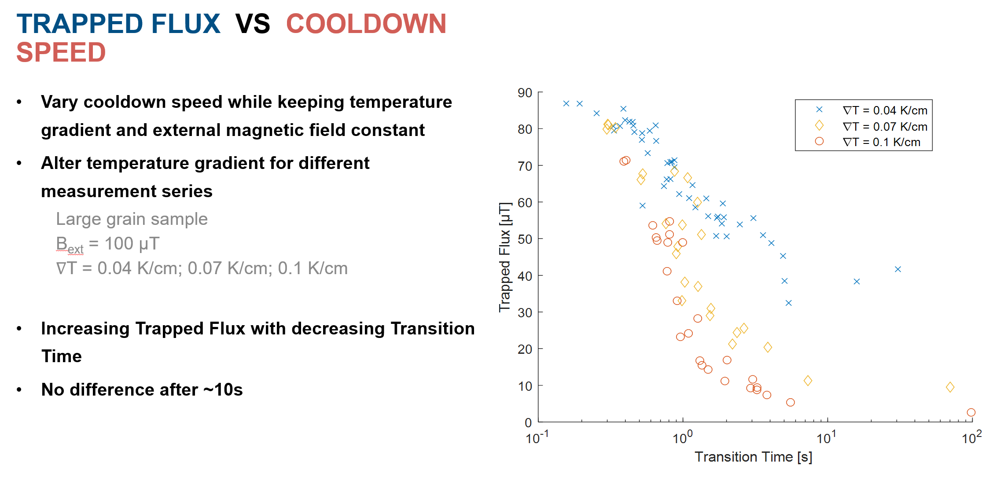 TRAPPED FLUX VS COOLDOWN
SPEED
• Vary cooldown speed while keeping temperature
gradient and external magnetic field constant
• Alter temperature gradient for different
measurement series
Large grain sample
Bext = 100 µT
∇T = 0.04 K/cm; 0.07 K/cm; 0.1 K/cm
• Increasing Trapped Flux with decreasing Transition
Time
• No difference after ~10s
90
80
70
60
50
40
30
20
10
0
Trapped Flux [µT]
10^-1
10^0
10^1
10^2
Transition Time [s]
∇T = 0.04 K/cm
∇T = 0.07 K/cm
∇T = 0.1 K/cm